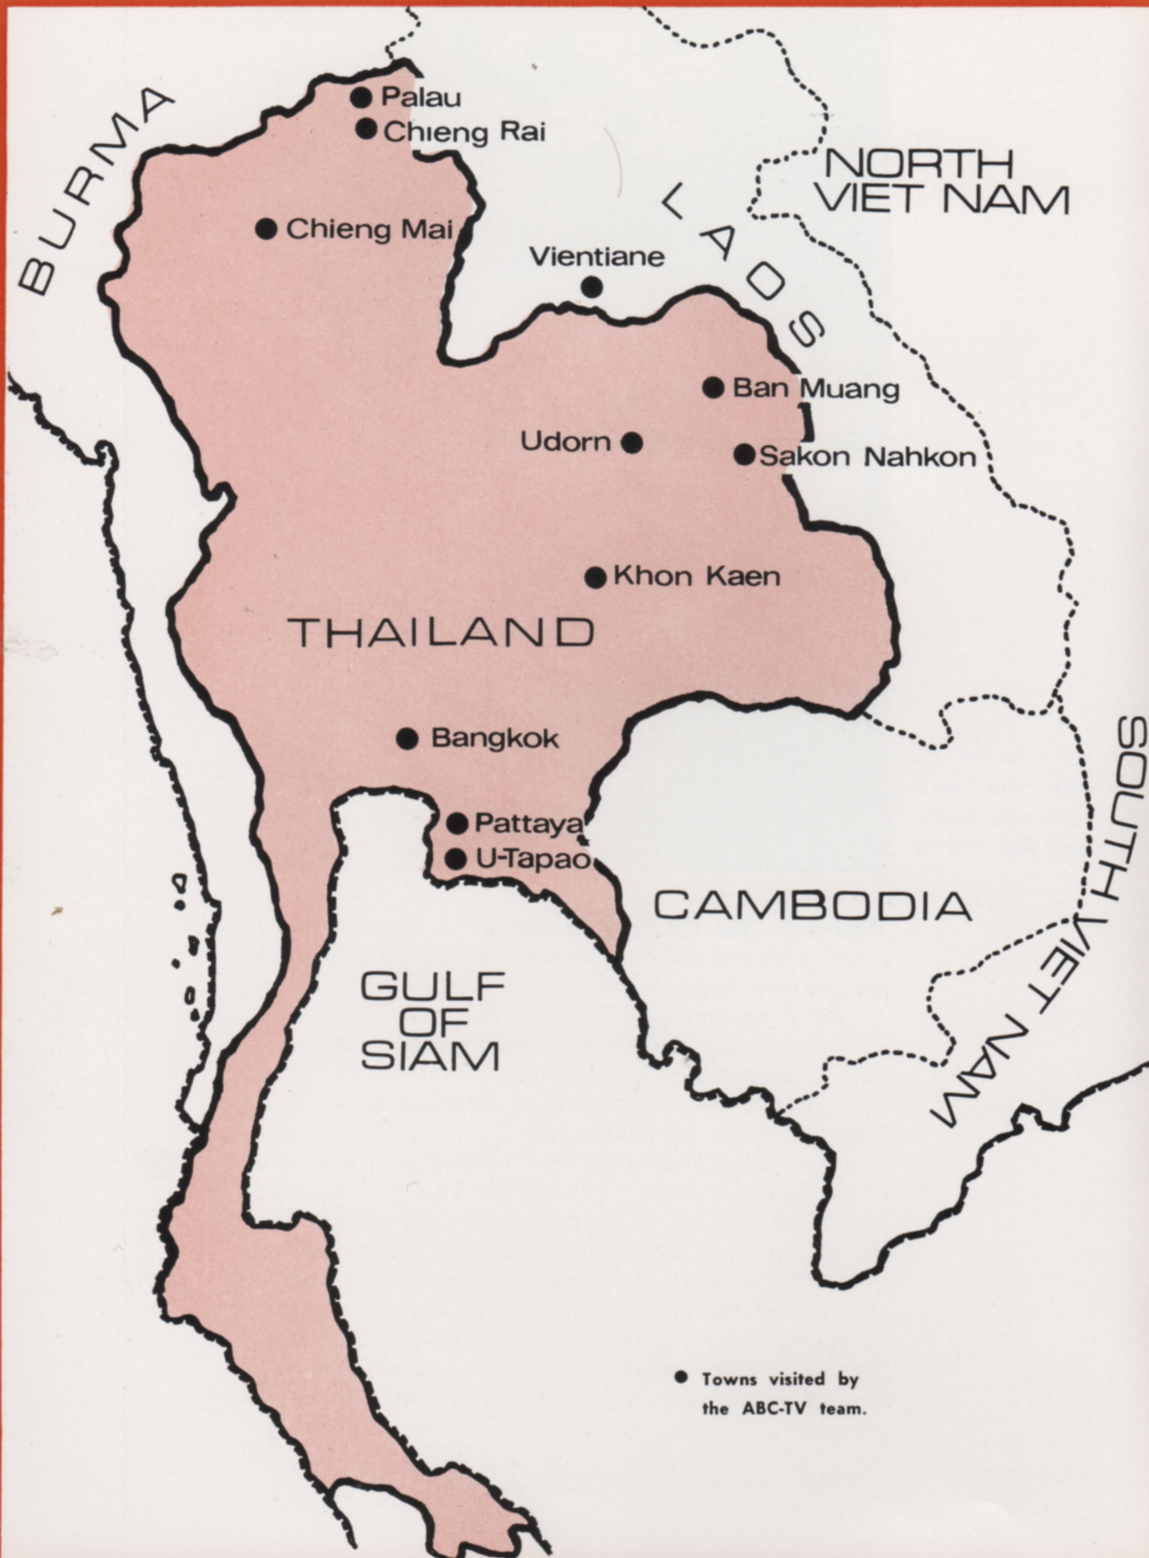 Palau
Chieng Rai
BURMA
NORTH
VIET NAM
LAOS
Chieng Mai
Vientiane
Ban Muang
Udorn
Sakon Nahkon
Khon Kaen
THAILAND
Bangkok
SOUTH VIET NAM
Pattaya
U-Tapao
CAMBODIA
GULF
OF
SIAM
Towns visited by
the ABC-TV team.